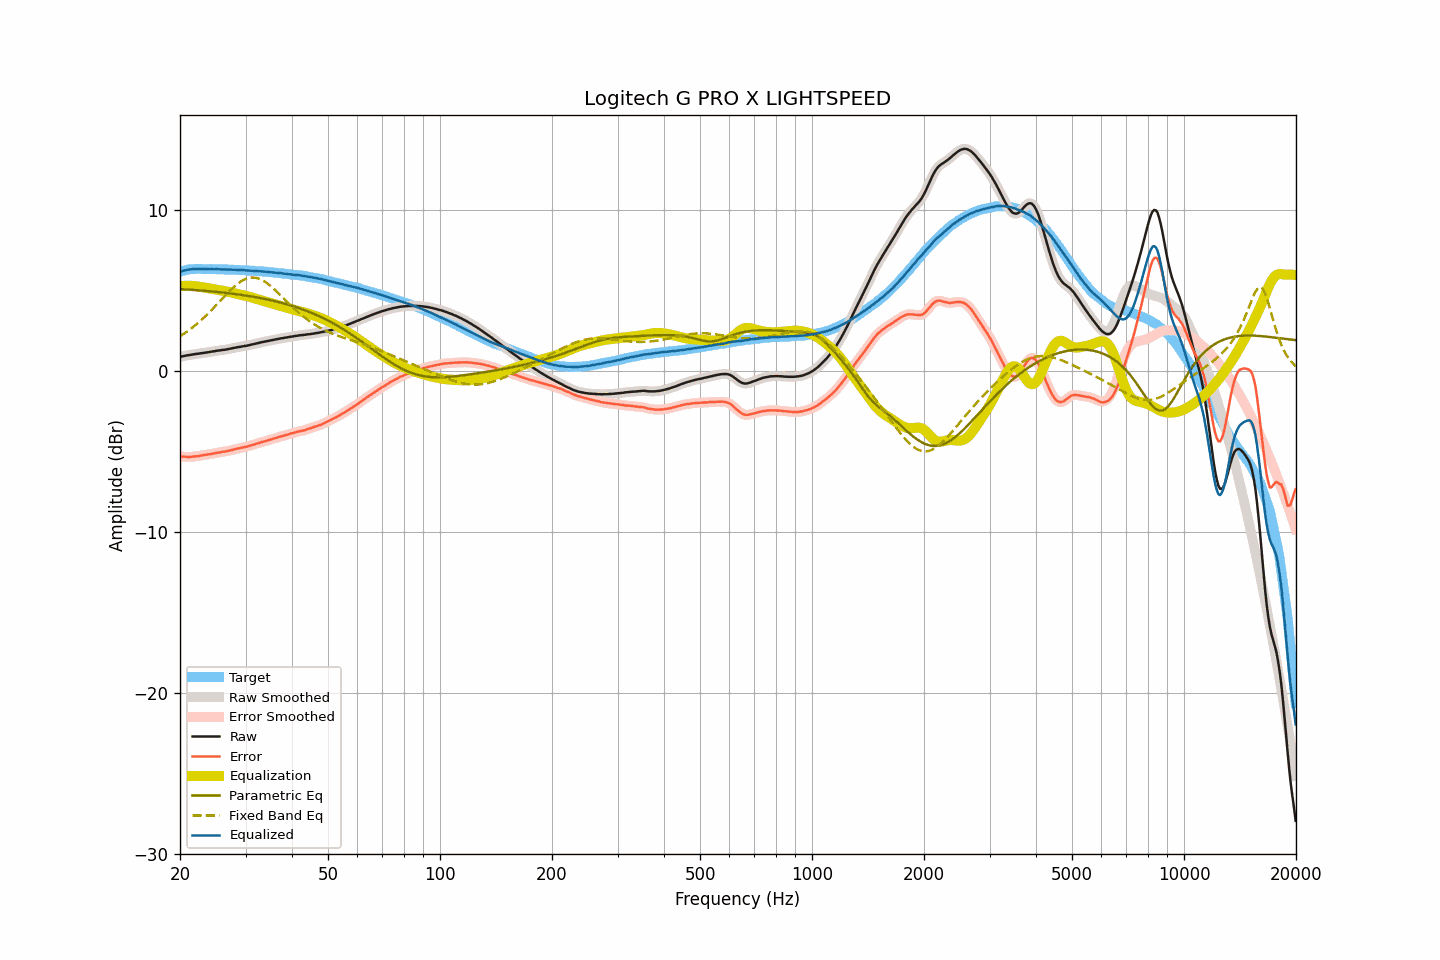 Logitech G PRO X LIGHTSPEED
Amplitude (dBr)
10
0
−10
−20
−30
Target
Raw Smoothed
Error Smoothed
Raw
Error
Equalization
Parametric Eq
Fixed Band Eq
Equalized
20 50 100 200 500 1000 2000 5000 10000 20000
Frequency (Hz)